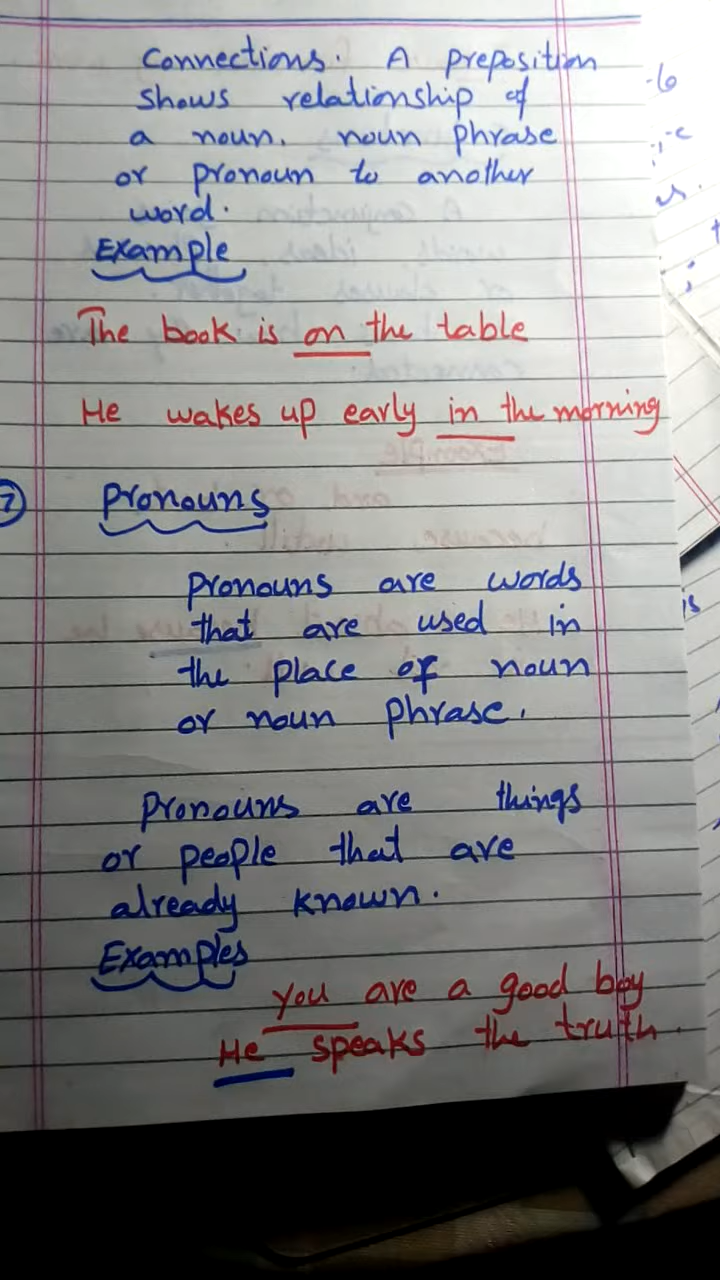 Connections. A preposition
shows relationship of
a noun, noun phrase
or pronoun to another
word.
Example
The book is on the table
He wakes up early in the morning
7 Pronouns
Pronouns are words
that are used in
the place of noun
or noun phrase.
Pronouns are things
or people that are
already known.
Examples
You are a good boy
He speaks the truth.